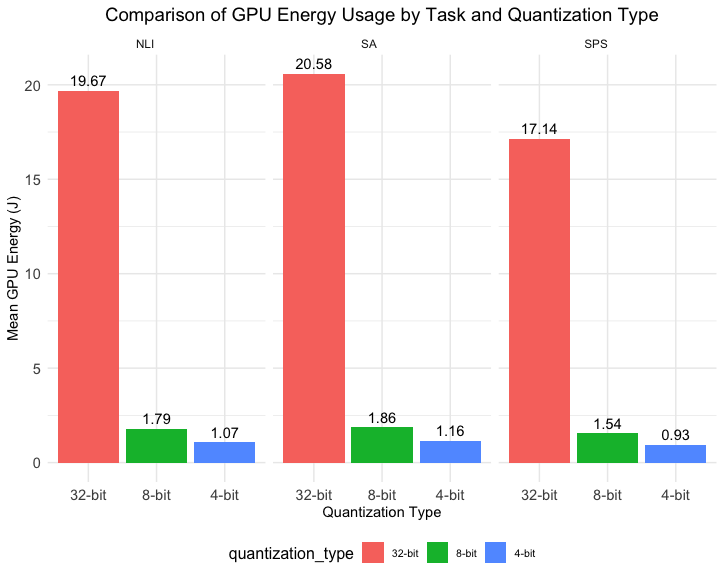 Comparison of GPU Energy Usage by Task and Quantization Type
NLI SA SPS
Mean GPU Energy (J)
20
15
10
5
0
19.67
1.79
1.07
20.58
1.86
1.16
17.14
1.54
0.93
32-bit 8-bit 4-bit 32-bit 8-bit 4-bit 32-bit 8-bit 4-bit
Quantization Type
quantization_type 32-bit 8-bit 4-bit